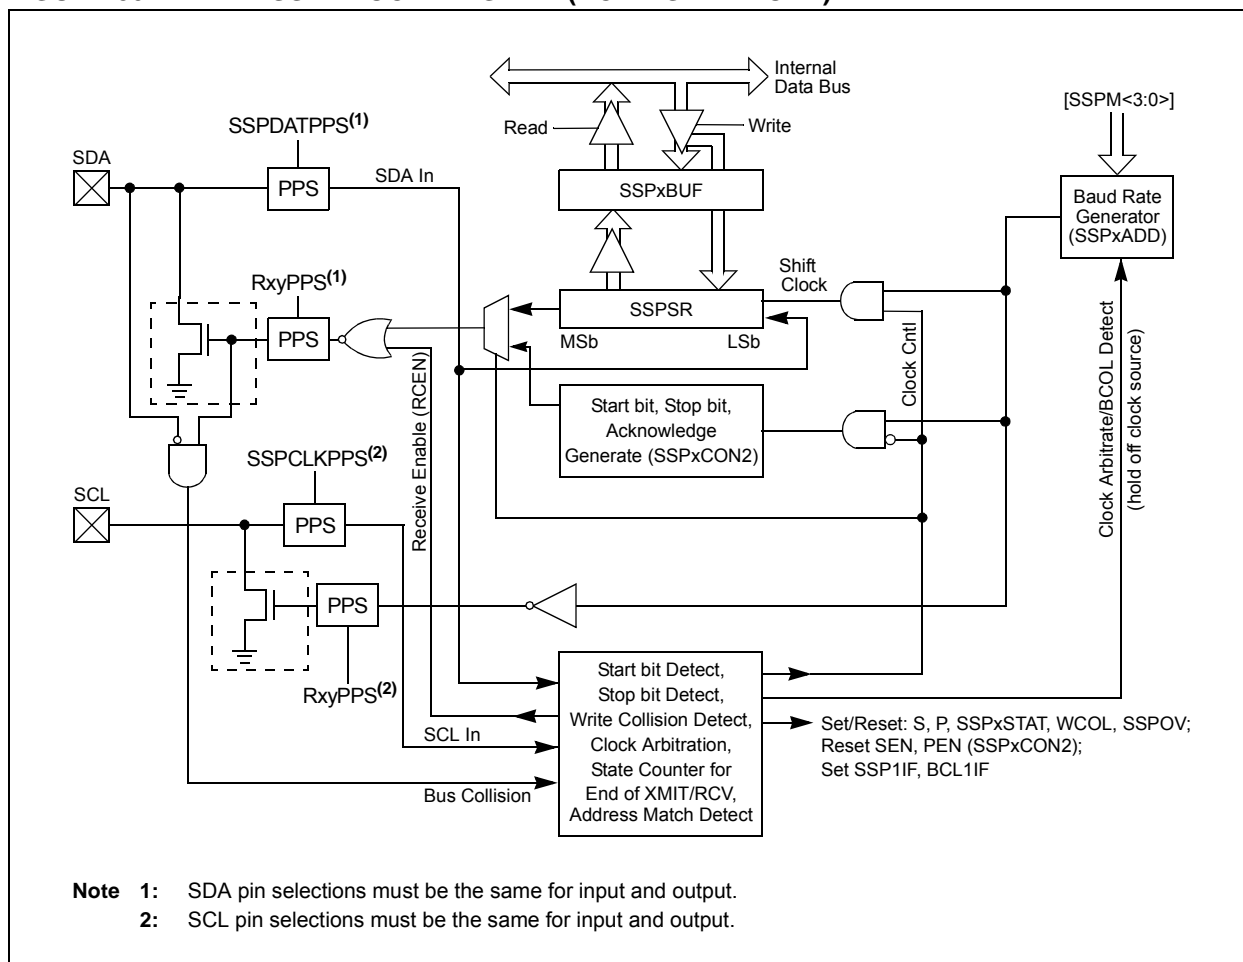 Internal
Data Bus
[SSPM<3:0>]
SSPDATPPS(1)
Read
Write
SDA
PPS
SDA In
SSPxBUF
Baud Rate
Generator
(SSPxADD)
RxyPPS(1)
Shift
Clock
PPS
SSPSR
MSb
LSb
Receive Enable (RCEN)
Clock Cntl
Clock Arbitrate/BCOL Detect
(hold off clock source)
Start bit, Stop bit,
Acknowledge
Generate (SSPxCON2)
SSPCLKPPS(2)
SCL
PPS
PPS
RxyPPS(2)
SCL In
Bus Collision
Start bit Detect,
Stop bit Detect,
Write Collision Detect,
Clock Arbitration,
State Counter for
End of XMIT/RCV,
Address Match Detect
Set/Reset: S, P, SSPxSTAT, WCOL, SSPOV;
Reset SEN, PEN (SSPxCON2);
Set SSP1IF, BCL1IF
Note 1: SDA pin selections must be the same for input and output.
2: SCL pin selections must be the same for input and output.